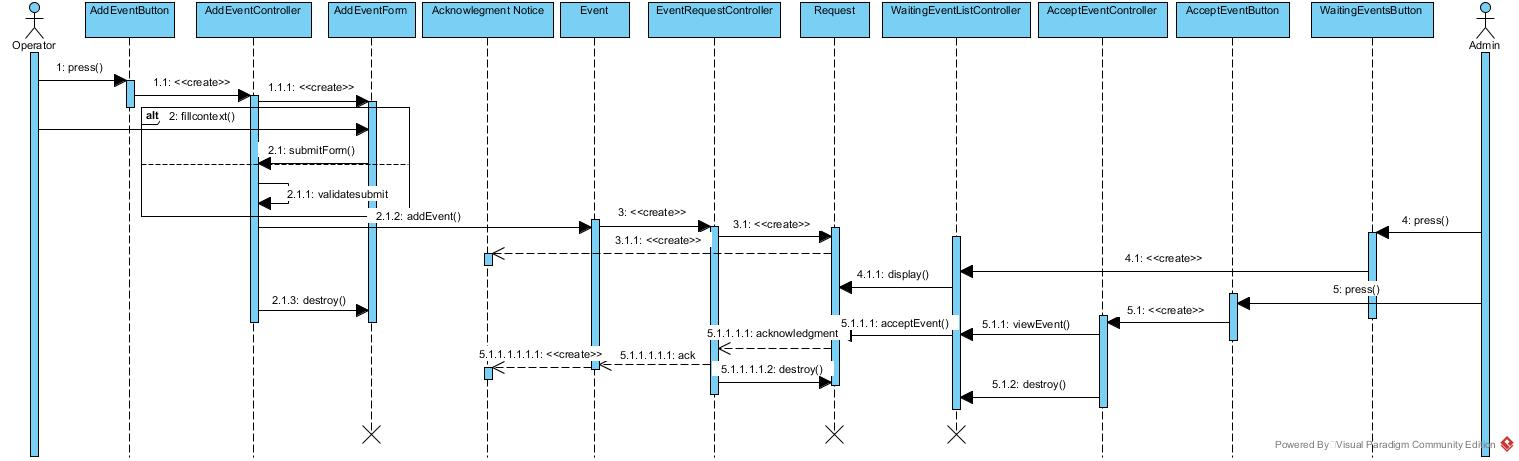 AddEventButton
AddEventController
AddEventForm
Acknowlegment Notice
Event
EventRequestController
Request
WaitingEventListController
AcceptEventController
AcceptEventButton
WaitingEventsButton
Operator
Admin
1: press()
1.1: <<create>>
1.1.1: <<create>>
alt
2: fillcontext()
2.1: submitForm()
2.1.1: validatesubmit
2.1.2: addEvent()
3: <<create>>
3.1: <<create>>
4: press()
3.1.1: <<create>>
4.1: <<create>>
4.1.1: display()
5: press()
2.1.3: destroy()
5.1: <<create>>
5.1.1: viewEvent()
5.1.1.1: acceptEvent()
5.1.1.1.1: acknowledgment
5.1.1.1.1.1: ack
5.1.1.1.1.1.1: <<create>>
5.1.1.1.1.2: destroy()
5.1.2: destroy()
Powered By Visual Paradigm Community Edition